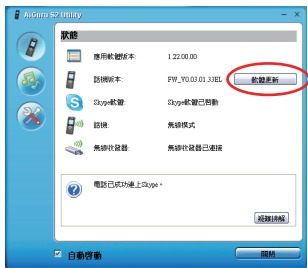 AiGuru S2 Utility
狀態
應用軟體版本: 1.22.00.00
話機版本: FW_V0.03.01.33EL 軟體更新
Skype軟體: Skype軟體已啟動
話機: 無線模式
無線收發器: 無線收發器已連接
電話已成功連上Skype。
疑難排解
自動啟動 關閉